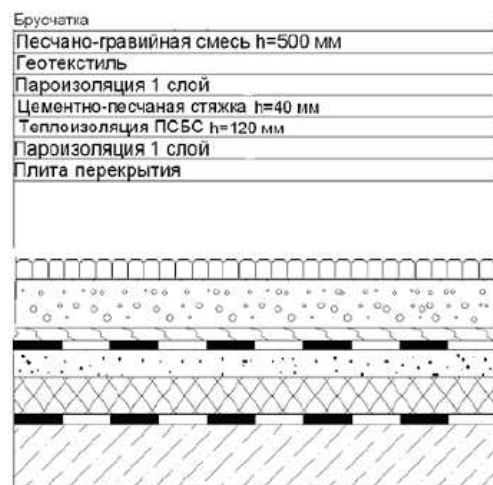 Брусчатка
Песчано-гравийная смесь h=500 мм
Геотекстиль
Пароизоляция 1 слой
Цементно-песчаная стяжка h=40 мм
Теплоизоляция ПСБС h=120 мм
Пароизоляция 1 слой
Плита перекрытия